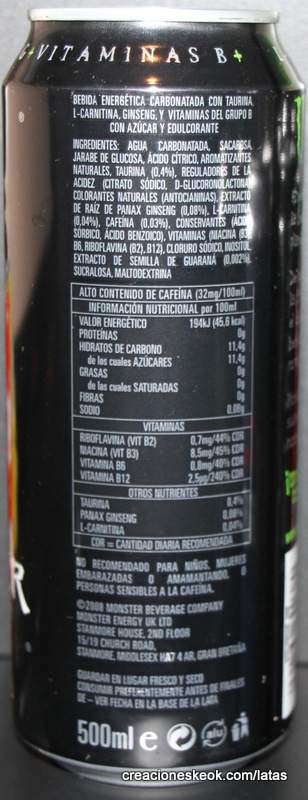 G+VITAMINAS B+ L
BEBIDA ENERGÉTICA CARBONATADA CON TAURINA,
L-CARNITINA, GINSENG, Y VITAMINAS DEL GRUPO B
CON AZÚCAR Y EDULCORANTE
INGREDIENTES: AGUA CARBONATADA, SACAROSA,
JARABE DE GLUCOSA, ÁCIDO CÍTRICO, AROMATIZANTES
NATURALES, TAURINA (0,4%), REGULADORES DE LA
ACIDEZ (CITRATO SÓDICO, D-GLUCORONOLACTONA),
COLORANTES NATURALES (ANTOCIANINAS), EXTRACTO
DE RAÍZ DE PANAX GINSENG (0,08%), L-CARNITINA
(0,04%), CAFEÍNA (0,03%), CONSERVANTES (ÁCIDO
SÓRBICO, ÁCIDO BENZOICO), VITAMINAS (NIACINA (B3),
B6, RIBOFLAVINA (B2), B12), CLORURO SÓDICO, INOSITOL,
EXTRACTO DE SEMILLA DE GUARANÁ (0,002%),
SUCRALOSA, MALTODEXTRINA
ALTO CONTENIDO DE CAFEÍNA (32mg/100ml)
INFORMACIÓN NUTRICIONAL por 100ml
VALOR ENERGÉTICO 194kJ (45,6 kcal)
PROTEÍNAS 0g
HIDRATOS DE CARBONO 11,4g
de los cuales AZÚCARES 11,4g
GRASAS 0g
de los cuales SATURADAS 0g
FIBRAS 0g
SODIO 0,08g
VITAMINAS
RIBOFLAVINA (VIT B2) 0,7mg/44% CDR
NIACINA (VIT B3) 8,5mg/45% CDR
VITAMINA B6 0,8mg/40% CDR
VITAMINA B12 2,5µg/240% CDR
OTROS NUTRIENTES
TAURINA 0,4%
PANAX GINSENG 0,08%
L-CARNITINA 0,04%
CDR = CANTIDAD DIARIA RECOMENDADA
NO RECOMENDADO PARA NIÑOS, MUJERES
EMBARAZADAS O AMAMANTANDO, O
PERSONAS SENSIBLES A LA CAFEÍNA.
©2008 MONSTER BEVERAGE COMPANY
MONSTER ENERGY UK LTD
STANMORE HOUSE, 2ND FLOOR
15/19 CHURCH ROAD,
STANMORE, MIDDLESEX HA7 4 AR, GRAN BRETAÑA
GUARDAR EN LUGAR FRESCO Y SECO
CONSUMIR PREFERENTEMENTE ANTES DE FINALES
DE – VER FECHA EN LA BASE DE LA LATA
500ml e alu
R
creacioneskeok.com/latas